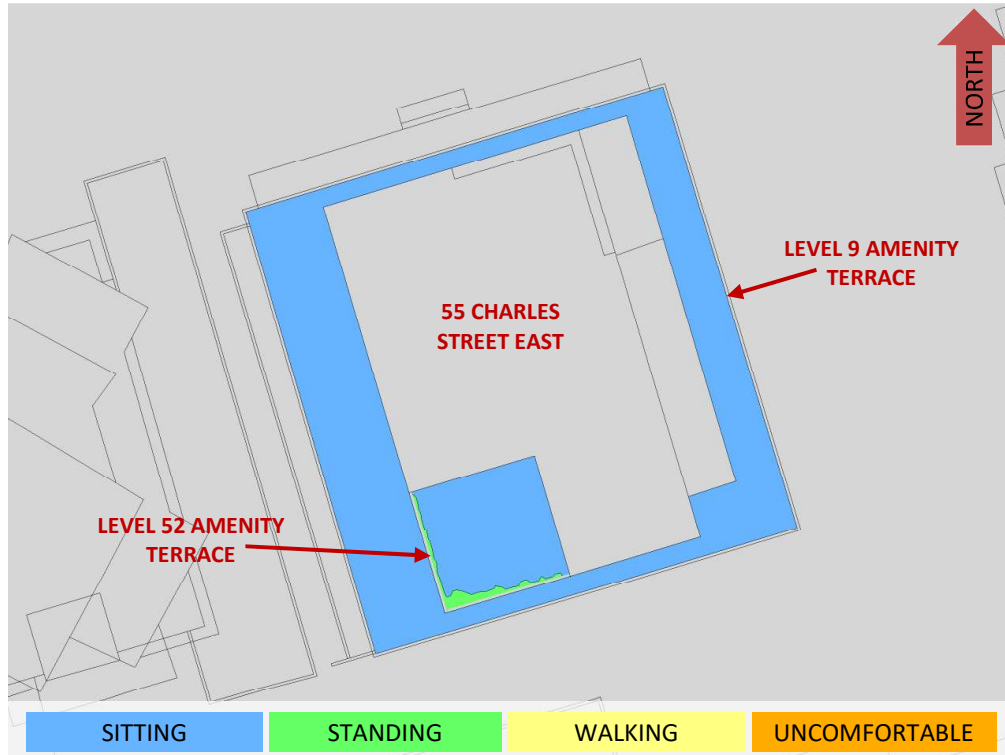 NORTH
LEVEL 9 AMENITY
TERRACE
55 CHARLES
STREET EAST
LEVEL 52 AMENITY
TERRACE
SITTING
STANDING
WALKING
UNCOMFORTABLE